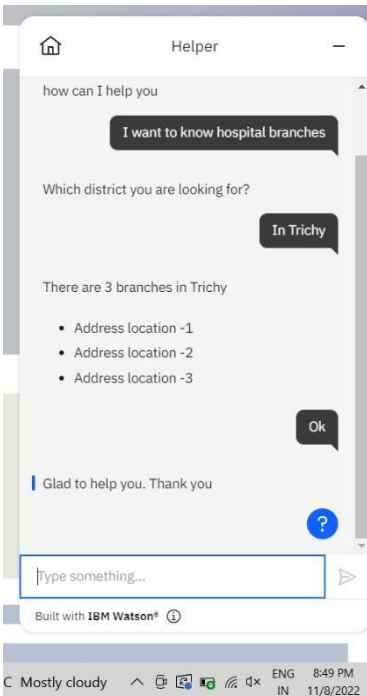 Helper
how can I help you
I want to know hospital branches
Which district you are looking for?
In Trichy
There are 3 branches in Trichy
• Address location -1
• Address location -2
• Address location -3
Ok
Glad to help you. Thank you
?
Type something...
Built with IBM Watson®
C Mostly cloudy
ENG 8:49 PM
IN 11/8/2022